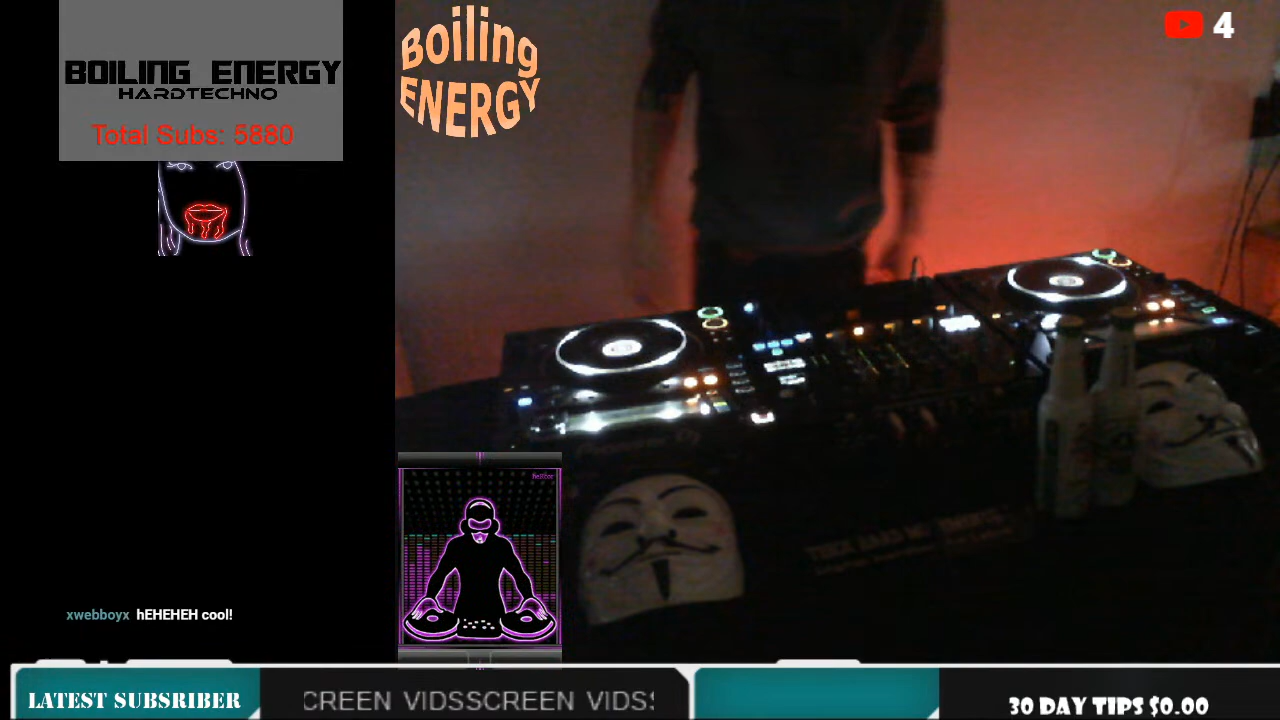 BOILING ENERGY
HARDTECHNO
Total Subs: 5880
Boiling
ENERGY
4
xwebboyx hEHEHEH cool!
LATEST SUBSRIBER
CREEN VIDSSCREEN VIDS
30 DAY TIPS $0.00